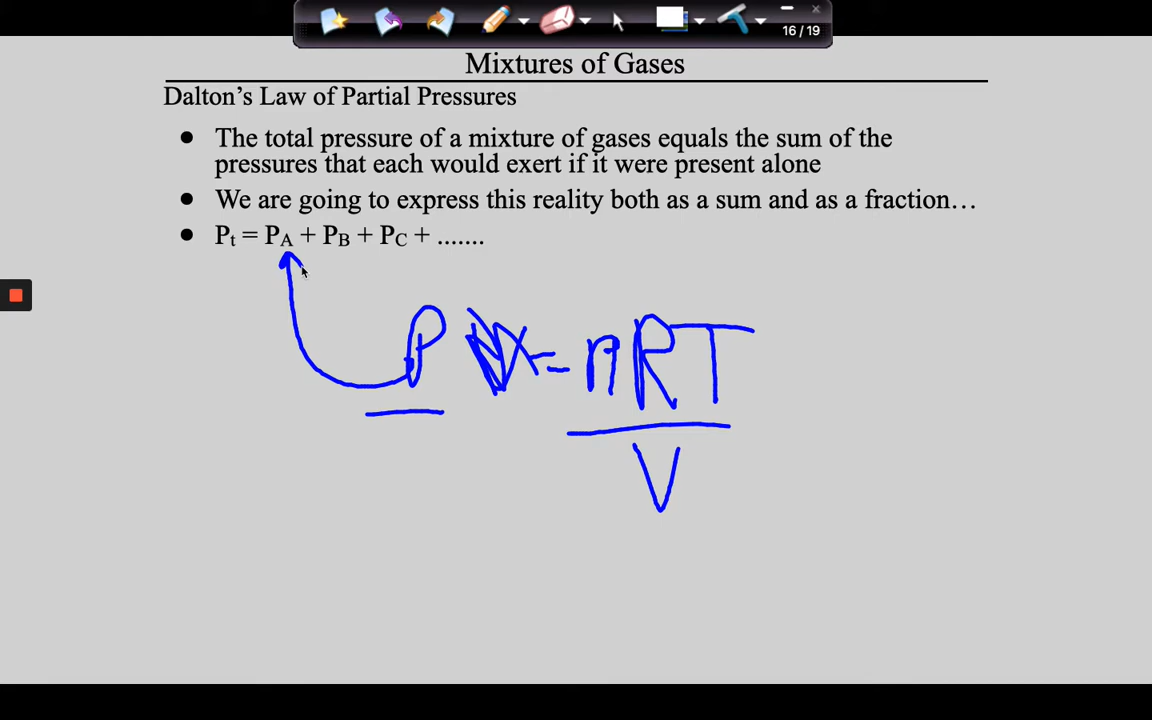 16 / 19
Mixtures of Gases
Dalton’s Law of Partial Pressures
● The total pressure of a mixture of gases equals the sum of the
pressures that each would exert if it were present alone
● We are going to express this reality both as a sum and as a fraction…
● Pt = PA + PB + PC + .......
P = nRT
V